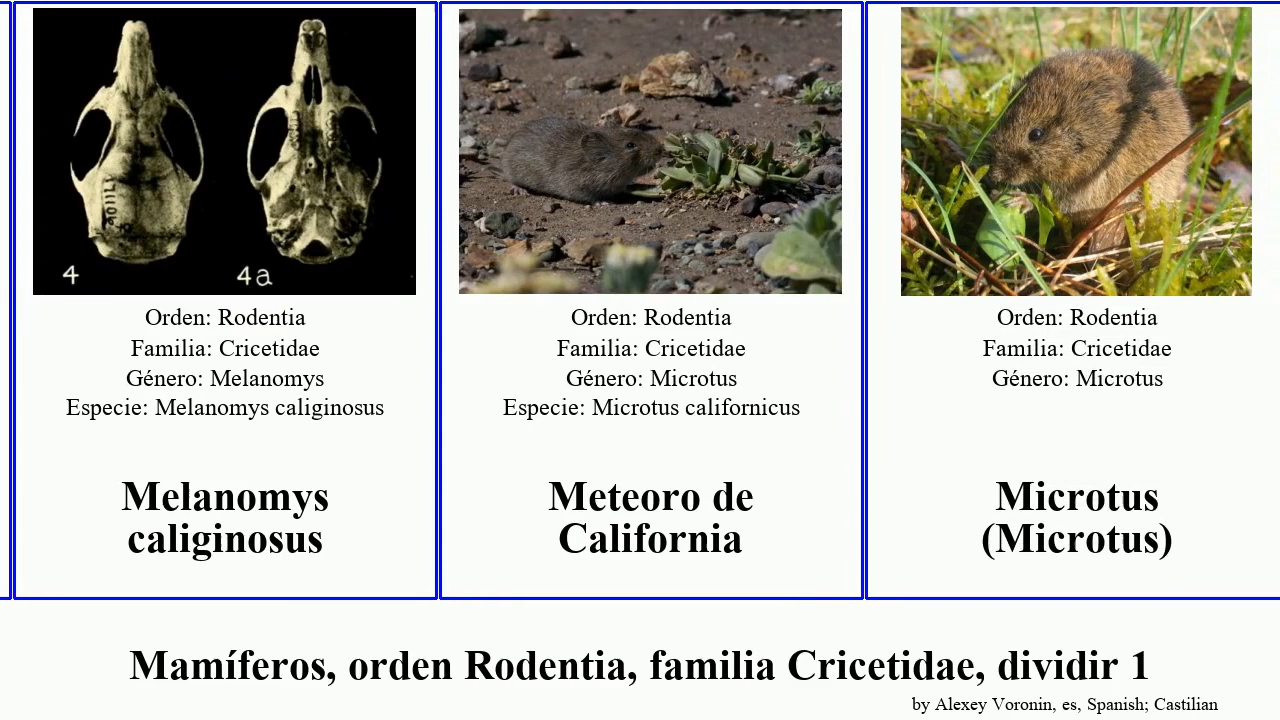 4
4a
Orden: Rodentia
Familia: Cricetidae
Género: Melanomys
Especie: Melanomys caliginosus
Melanomys
caliginosus
Orden: Rodentia
Familia: Cricetidae
Género: Microtus
Especie: Microtus californicus
Meteoro de
California
Orden: Rodentia
Familia: Cricetidae
Género: Microtus
Microtus
(Microtus)
Mamíferos, orden Rodentia, familia Cricetidae, dividir 1
by Alexey Voronin, es, Spanish; Castilian